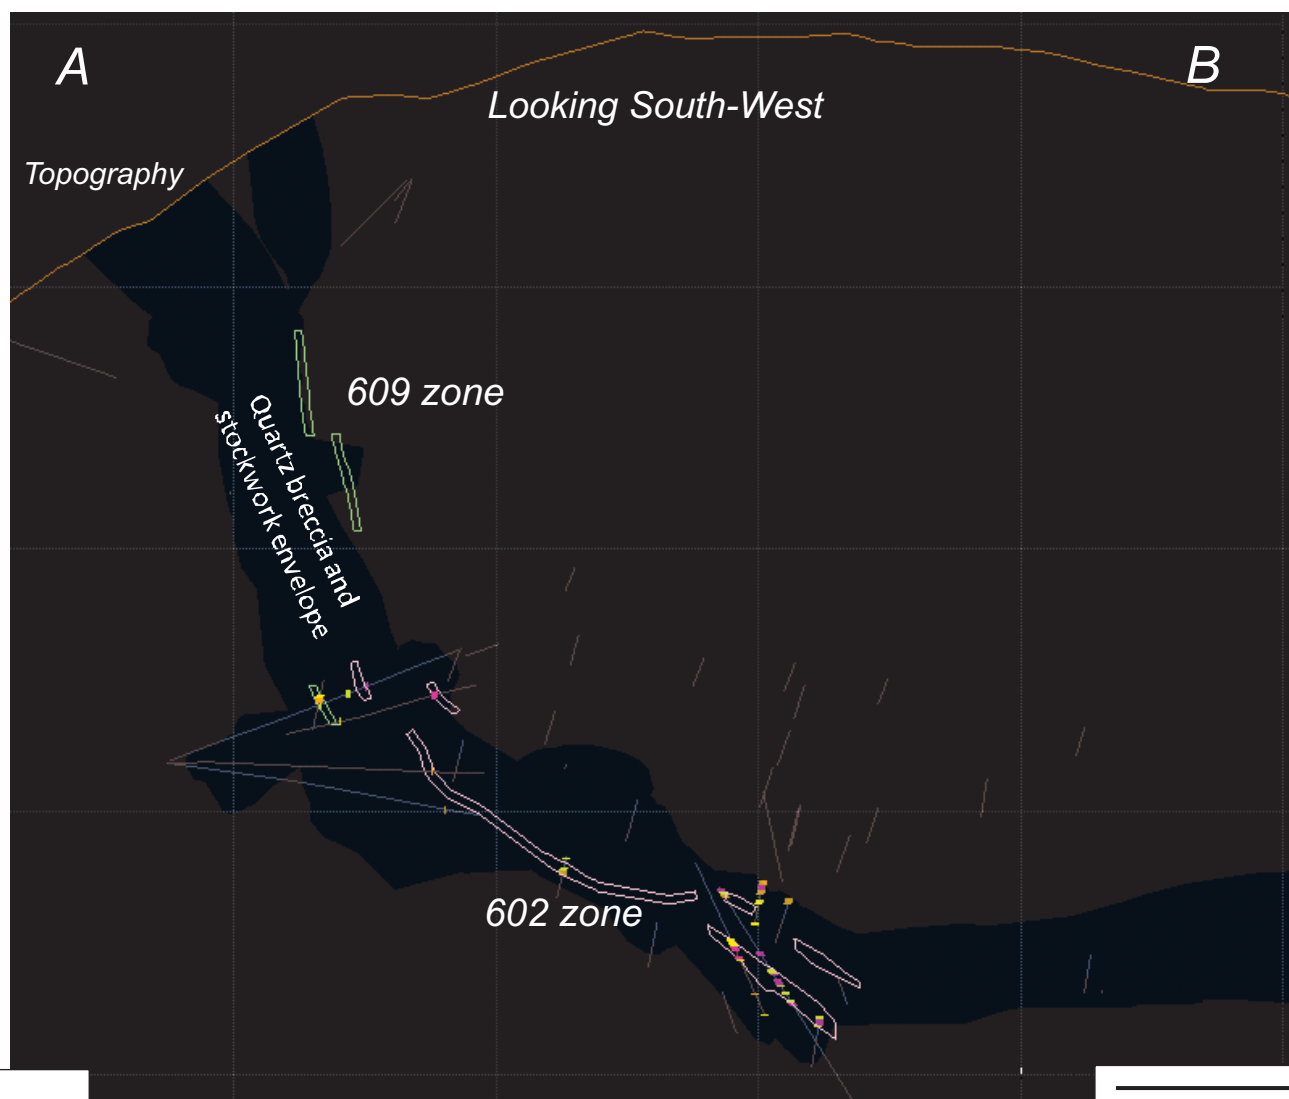 A
B
Looking South-West
Topography
609 zone
Quartz breccia and
stockwork envelope
602 zone